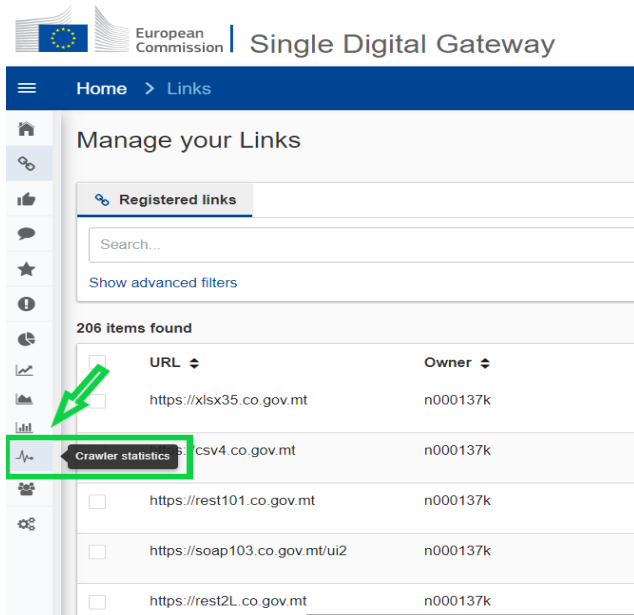 European
Commission
Single Digital Gateway
Home > Links
Manage your Links
Registered links
Search...
Show advanced filters
206 items found
URL Owner
https://xlsx35.co.gov.mt n000137k
Crawler statistics
https://csv4.co.gov.mt n000137k
https://rest101.co.gov.mt n000137k
https://soap103.co.gov.mt/ui2 n000137k
https://rest2L.co.gov.mt n000137k